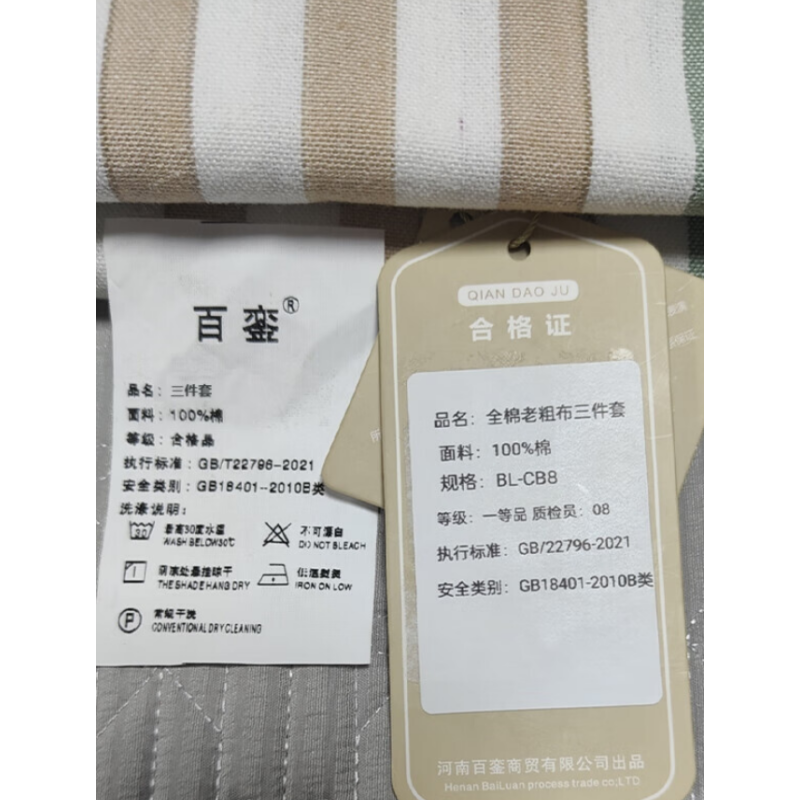 百銮®
品名：三件套
面料：100%棉
等级：合格品
执行标准：GB/T22796-2021
安全类别：GB18401--2010B类
洗涤说明：
30
最高30度水温
WASH BELOW30℃
不可漂白
DO NOT BLEACH
阴凉处悬挂晾干
THE SHADE HANG DRY
低温熨烫
IRON ON LOW
P
常规干洗
CONVENTIONAL DRY CLEANING
QIAN DAO JU
合格证
品名：全棉老粗布三件套
面料：100%棉
规格：BL-CB8
等级：一等品 质检员：08
执行标准：GB/22796-2021
安全类别：GB18401-2010B类
河南百銮商贸有限公司出品
Henan BaiLuan process trade co;LTD